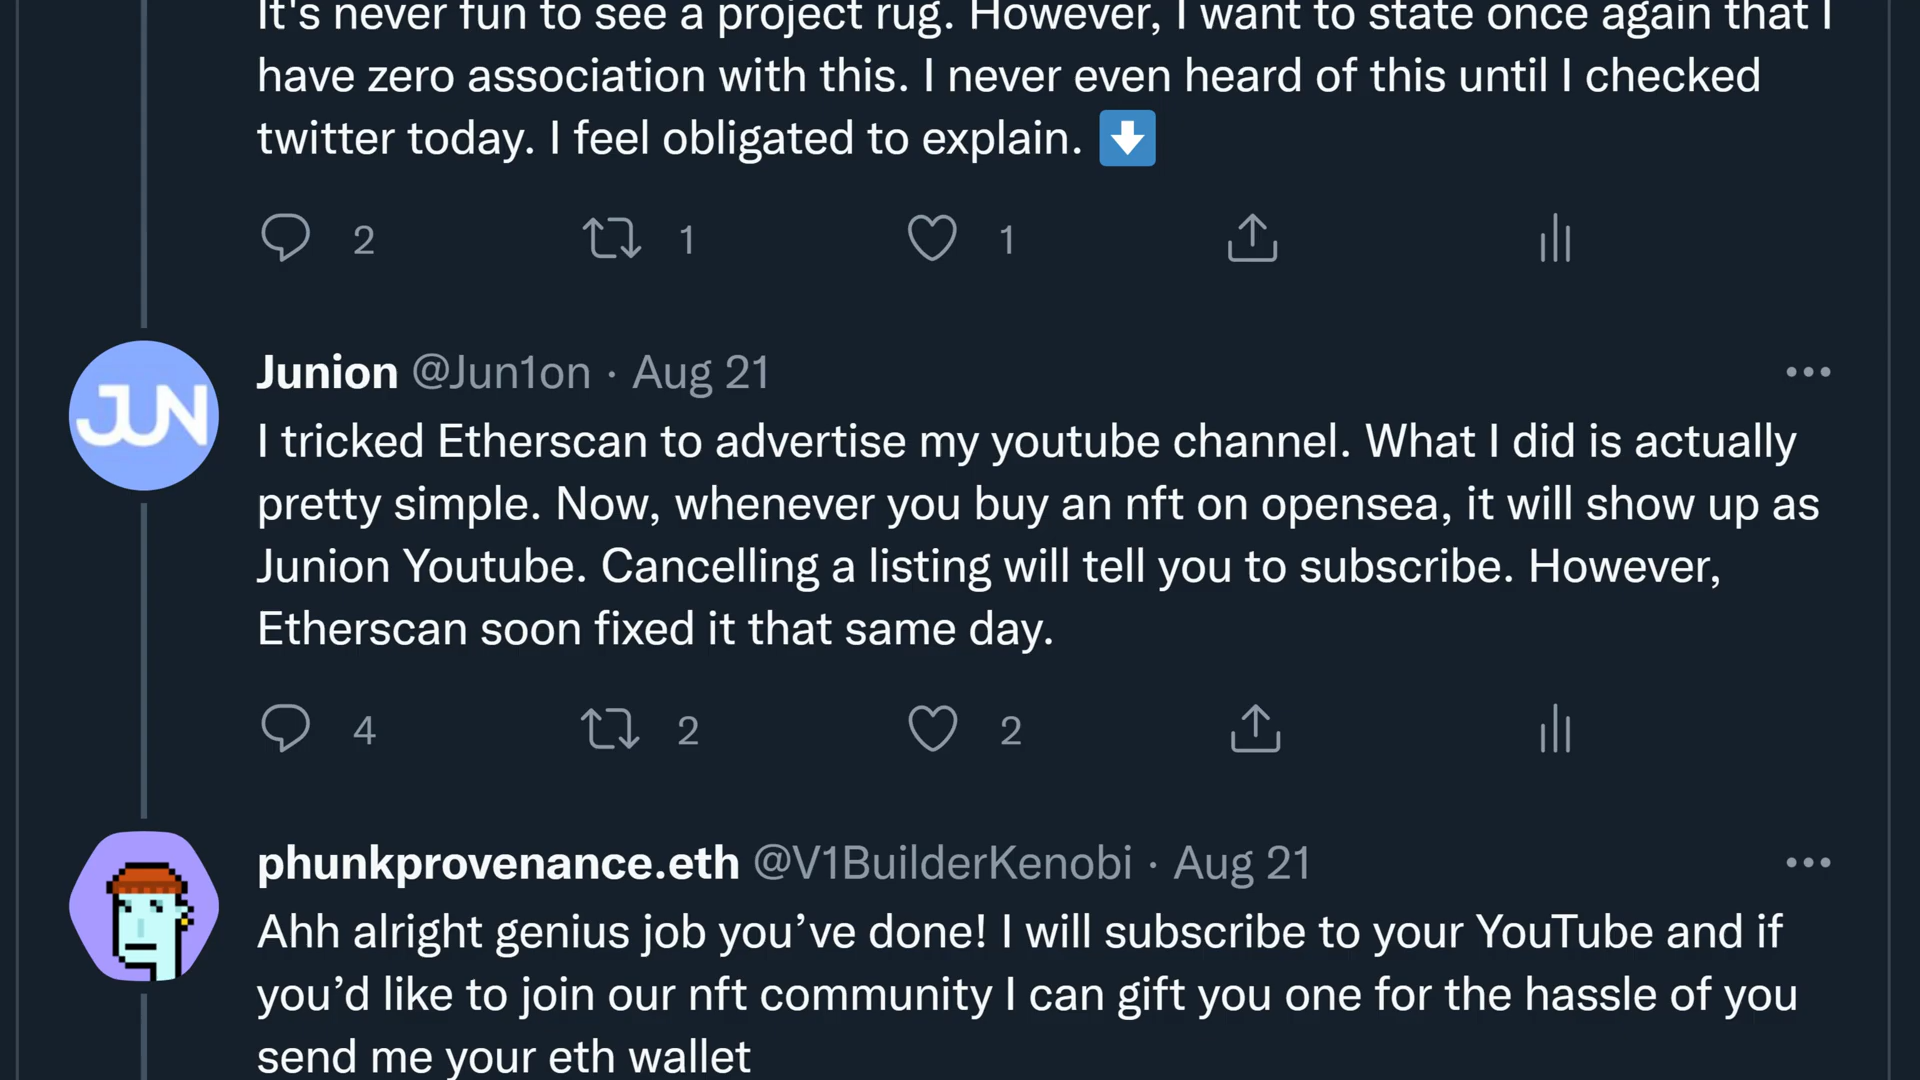 It's never fun to see a project rug. However, I want to state once again that I
have zero association with this. I never even heard of this until I checked
twitter today. I feel obligated to explain. ⬇️
2 1 1
JUN
Junion @Jun1on · Aug 21
I tricked Etherscan to advertise my youtube channel. What I did is actually
pretty simple. Now, whenever you buy an nft on opensea, it will show up as
Junion Youtube. Cancelling a listing will tell you to subscribe. However,
Etherscan soon fixed it that same day.
4 2 2
phunkprovenance.eth @V1BuilderKenobi · Aug 21
Ahh alright genius job you’ve done! I will subscribe to your YouTube and if
you’d like to join our nft community I can gift you one for the hassle of you
send me your eth wallet